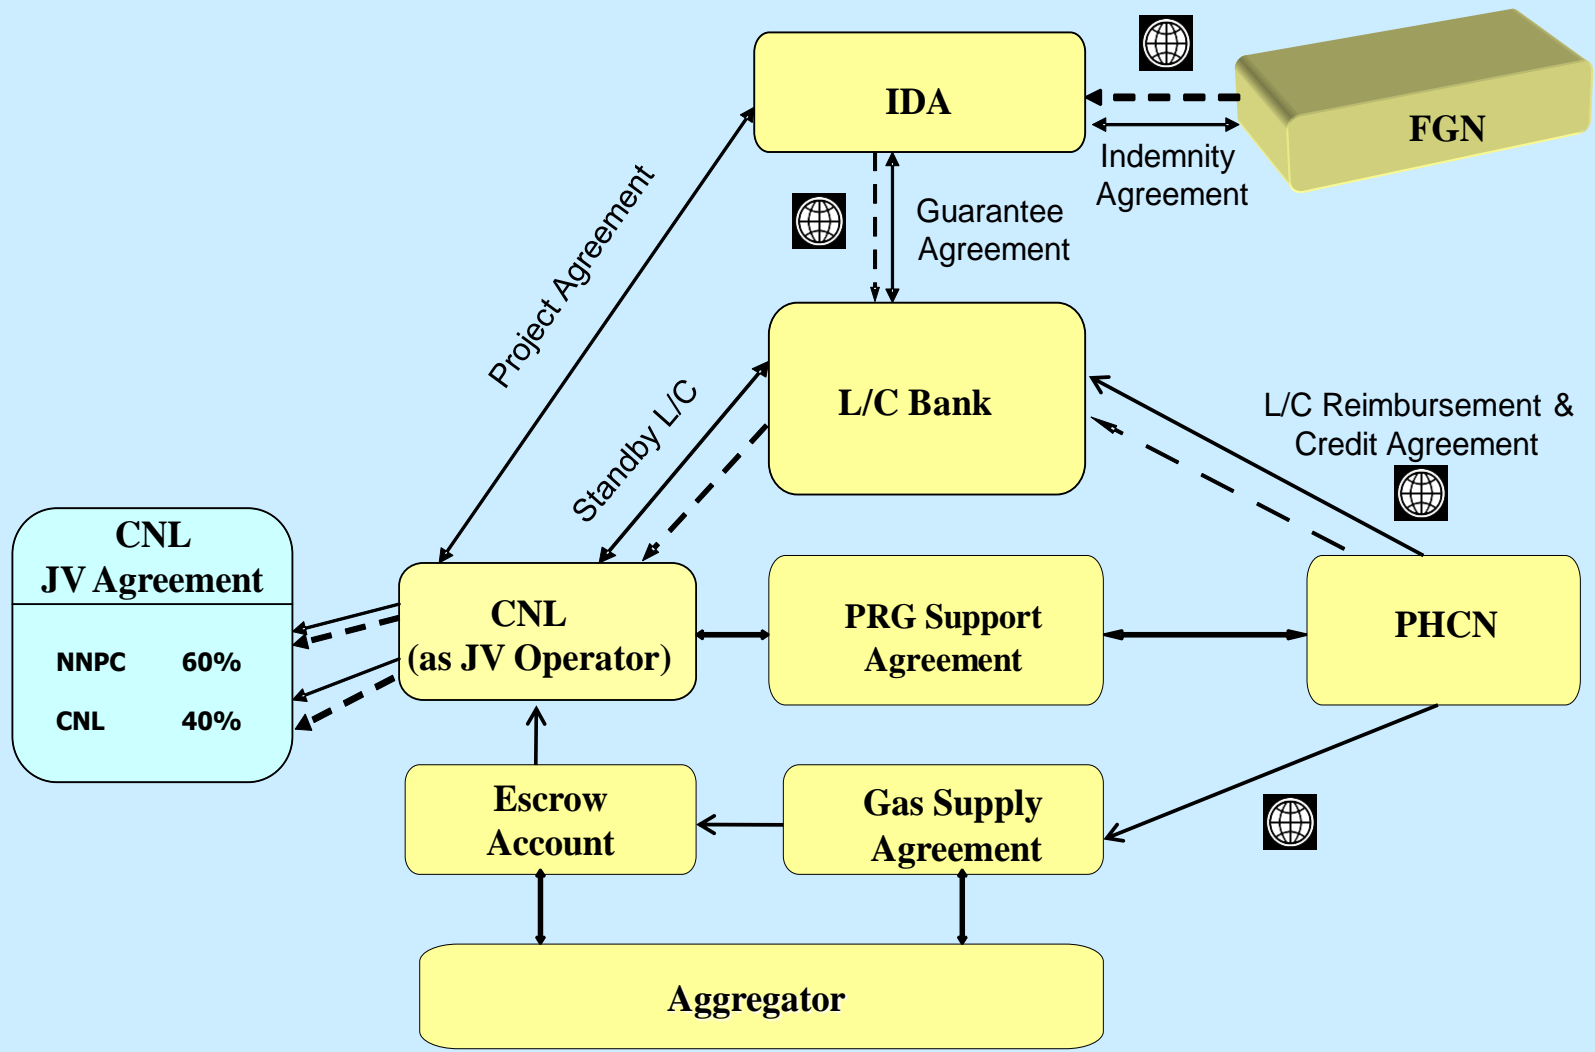 IDA
FGN
Indemnity
Agreement
Guarantee
Agreement
Project Agreement
L/C Bank
L/C Reimbursement &
Credit Agreement
Standby L/C
CNL
JV Agreement
NNPC 60%
CNL 40%
CNL
(as JV Operator)
PRG Support
Agreement
PHCN
Escrow
Account
Gas Supply
Agreement
Aggregator